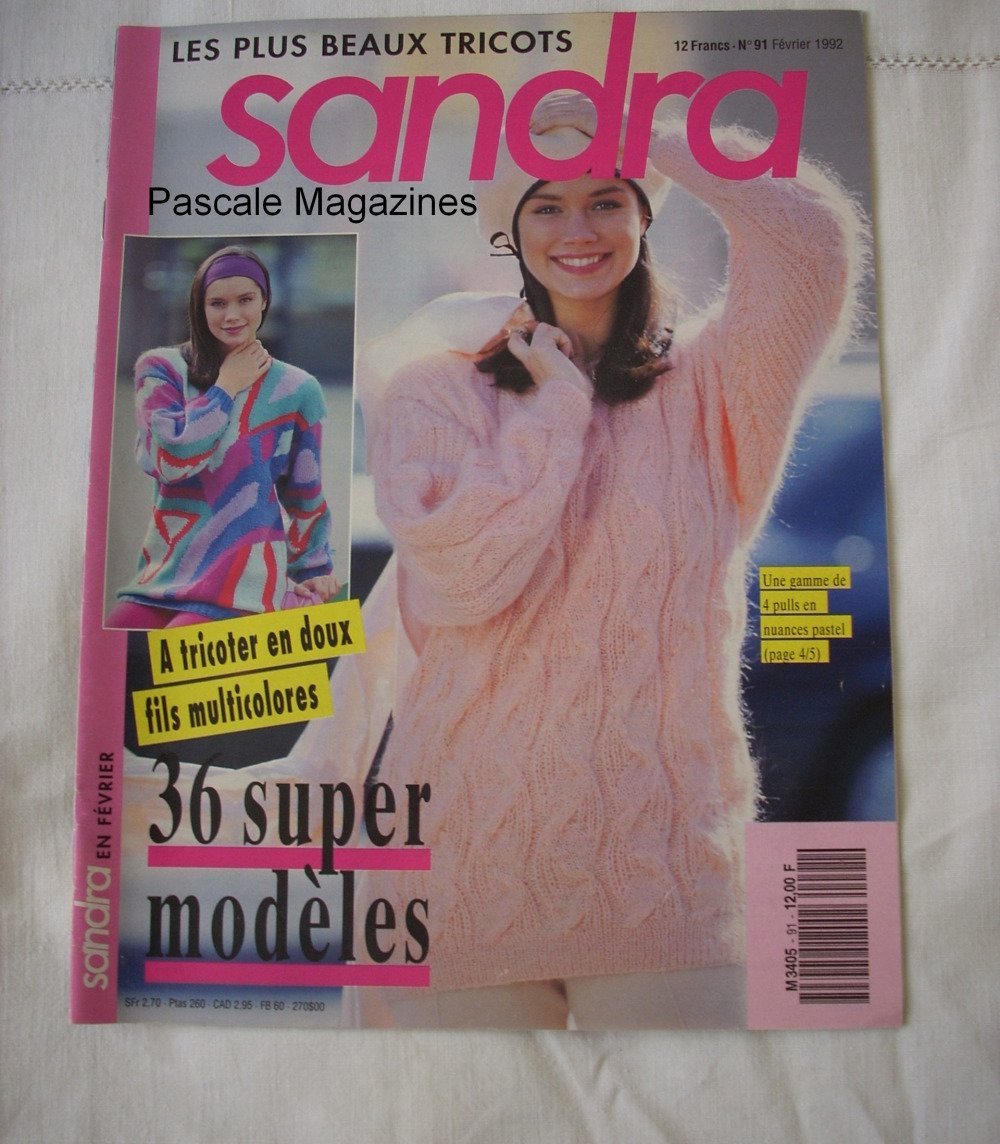 LES PLUS BEAUX TRICOTS
12 Francs - N° 91 Février 1992
sandra
Pascale Magazines
Une gamme de
4 pulls en
nuances pastel
(page 4/5)
A tricoter en doux
fils multicolores
36 super
modèles
sandra EN FÉVRIER
SFr 2,70 - Ptas 260 - CAD 2.95 - FB 60 - 270$00
M 3405 - 91 - 12,00 F